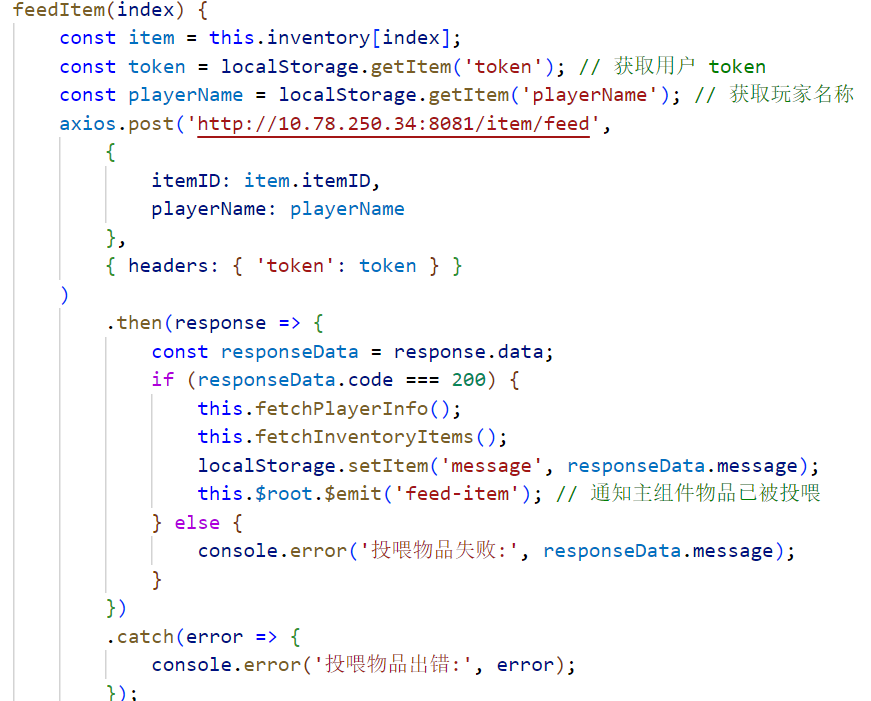 feedItem(index) {
    const item = this.inventory[index];
    const token = localStorage.getItem('token'); // 获取用户 token
    const playerName = localStorage.getItem('playerName'); // 获取玩家名称
    axios.post('http://10.78.250.34:8081/item/feed',
        {
            itemID: item.itemID,
            playerName: playerName
        },
        { headers: { 'token': token } }
    )
        .then(response => {
            const responseData = response.data;
            if (responseData.code === 200) {
                this.fetchPlayerInfo();
                this.fetchInventoryItems();
                localStorage.setItem('message', responseData.message);
                this.$root.$emit('feed-item'); // 通知主组件物品已被投喂
            } else {
                console.error('投喂物品失败:', responseData.message);
            }
        })
        .catch(error => {
            console.error('投喂物品出错:', error);
        });